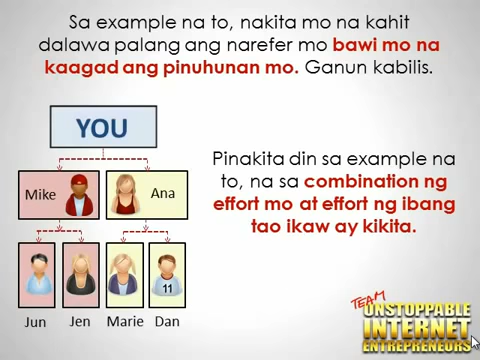 Sa example na to, nakita mo na kahit
dalawa palang ang narefer mo bawi mo na
kaagad ang pinuhunan mo. Ganun kabilis.
YOU
Mike
Ana
Pinakita din sa example na
to, na sa combination ng
effort mo at effort ng ibang
tao ikaw ay kikita.
11
Jun
Jen
Marie
Dan
TEAM
UNSTOPPABLE
INTERNET
ENTREPRENEURS